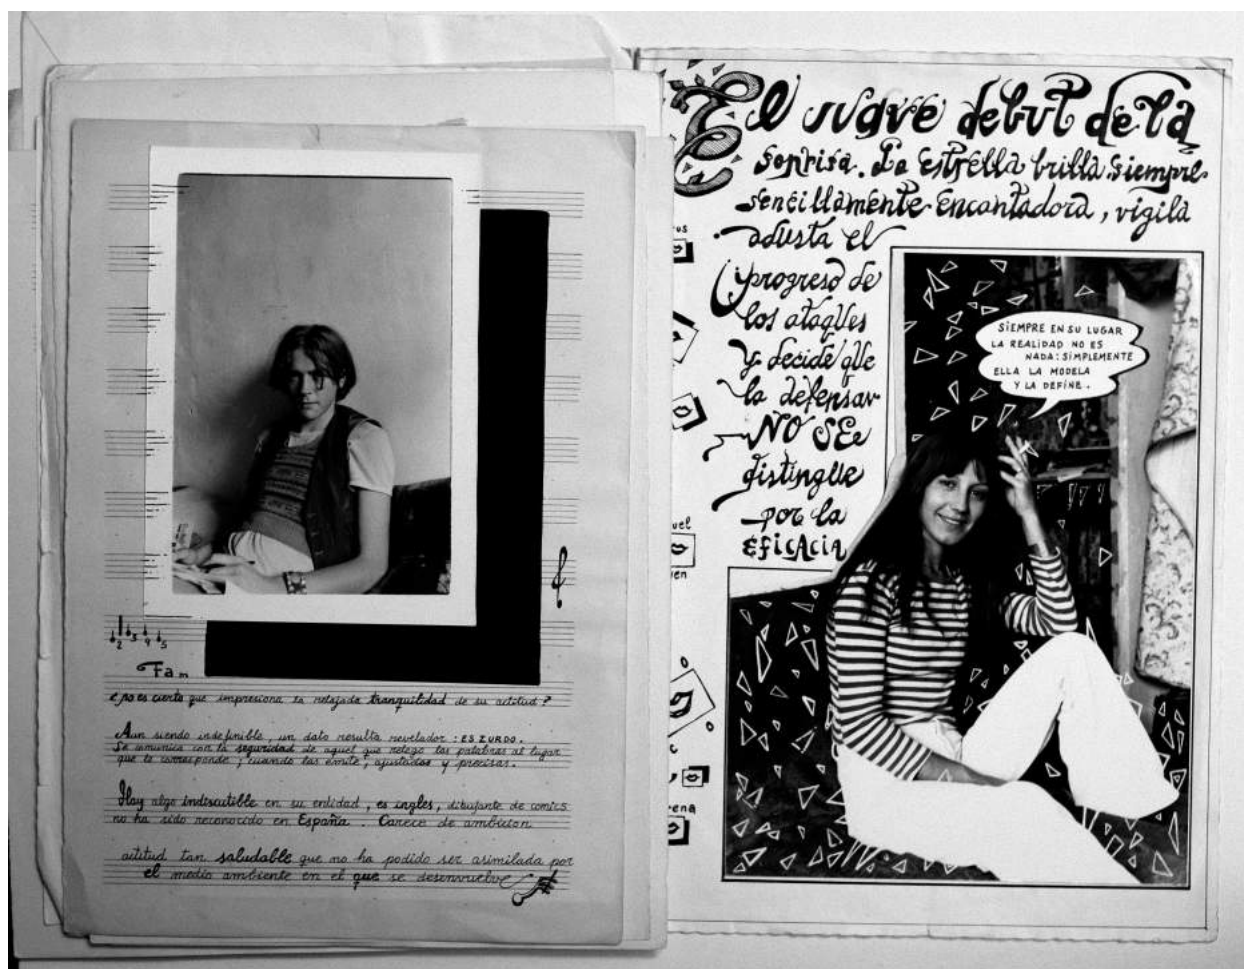 Fa m
¿no es cierto que impresiona la relajada tranquilidad de su actitud?
Aun siendo indefinible, un dato resulta revelador: ES ZURDO.
Se comunica con la seguridad de aquel que relego las palabras al lugar
que le corresponde, cuando las emite, ajustadas y precisas.
Hay algo indiscutible en su entidad, es ingles, dibujante de comics
no ha sido reconocido en España. Carece de ambicion
actitud tan saludable que no ha podido ser asimilada por
el medio ambiente en el que se desenvuelve
El suave debut de la
sonrisa. La Estrella brilla siempre
sencillamente encantadora, vigila
adusta el
progreso de
los ataques
y decide que
la defensa
NO SE
distingue
por la
EficAcia
SIEMPRE EN SU LUGAR
LA REALIDAD NO ES
NADA: SIMPLEMENTE
ELLA LA MODELA
Y LA DEFINE.